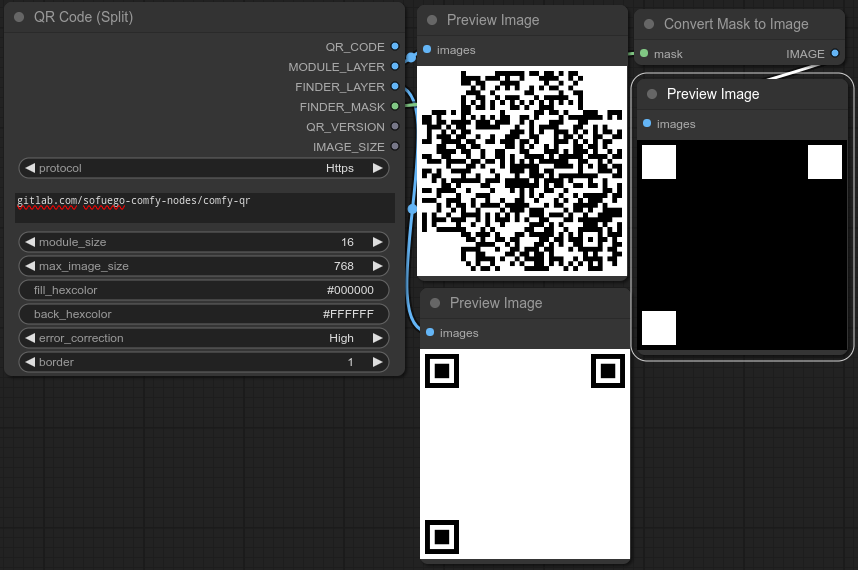 QR Code (Split)
QR_CODE
MODULE_LAYER
FINDER_LAYER
FINDER_MASK
QR_VERSION
IMAGE_SIZE
protocol Https
gitlab.com/sofuego-comfy-nodes/comfy-qr
module_size 16
max_image_size 768
fill_hexcolor #000000
back_hexcolor #FFFFFF
error_correction High
border 1
Preview Image
images
Preview Image
images
Convert Mask to Image
mask IMAGE
Preview Image
images